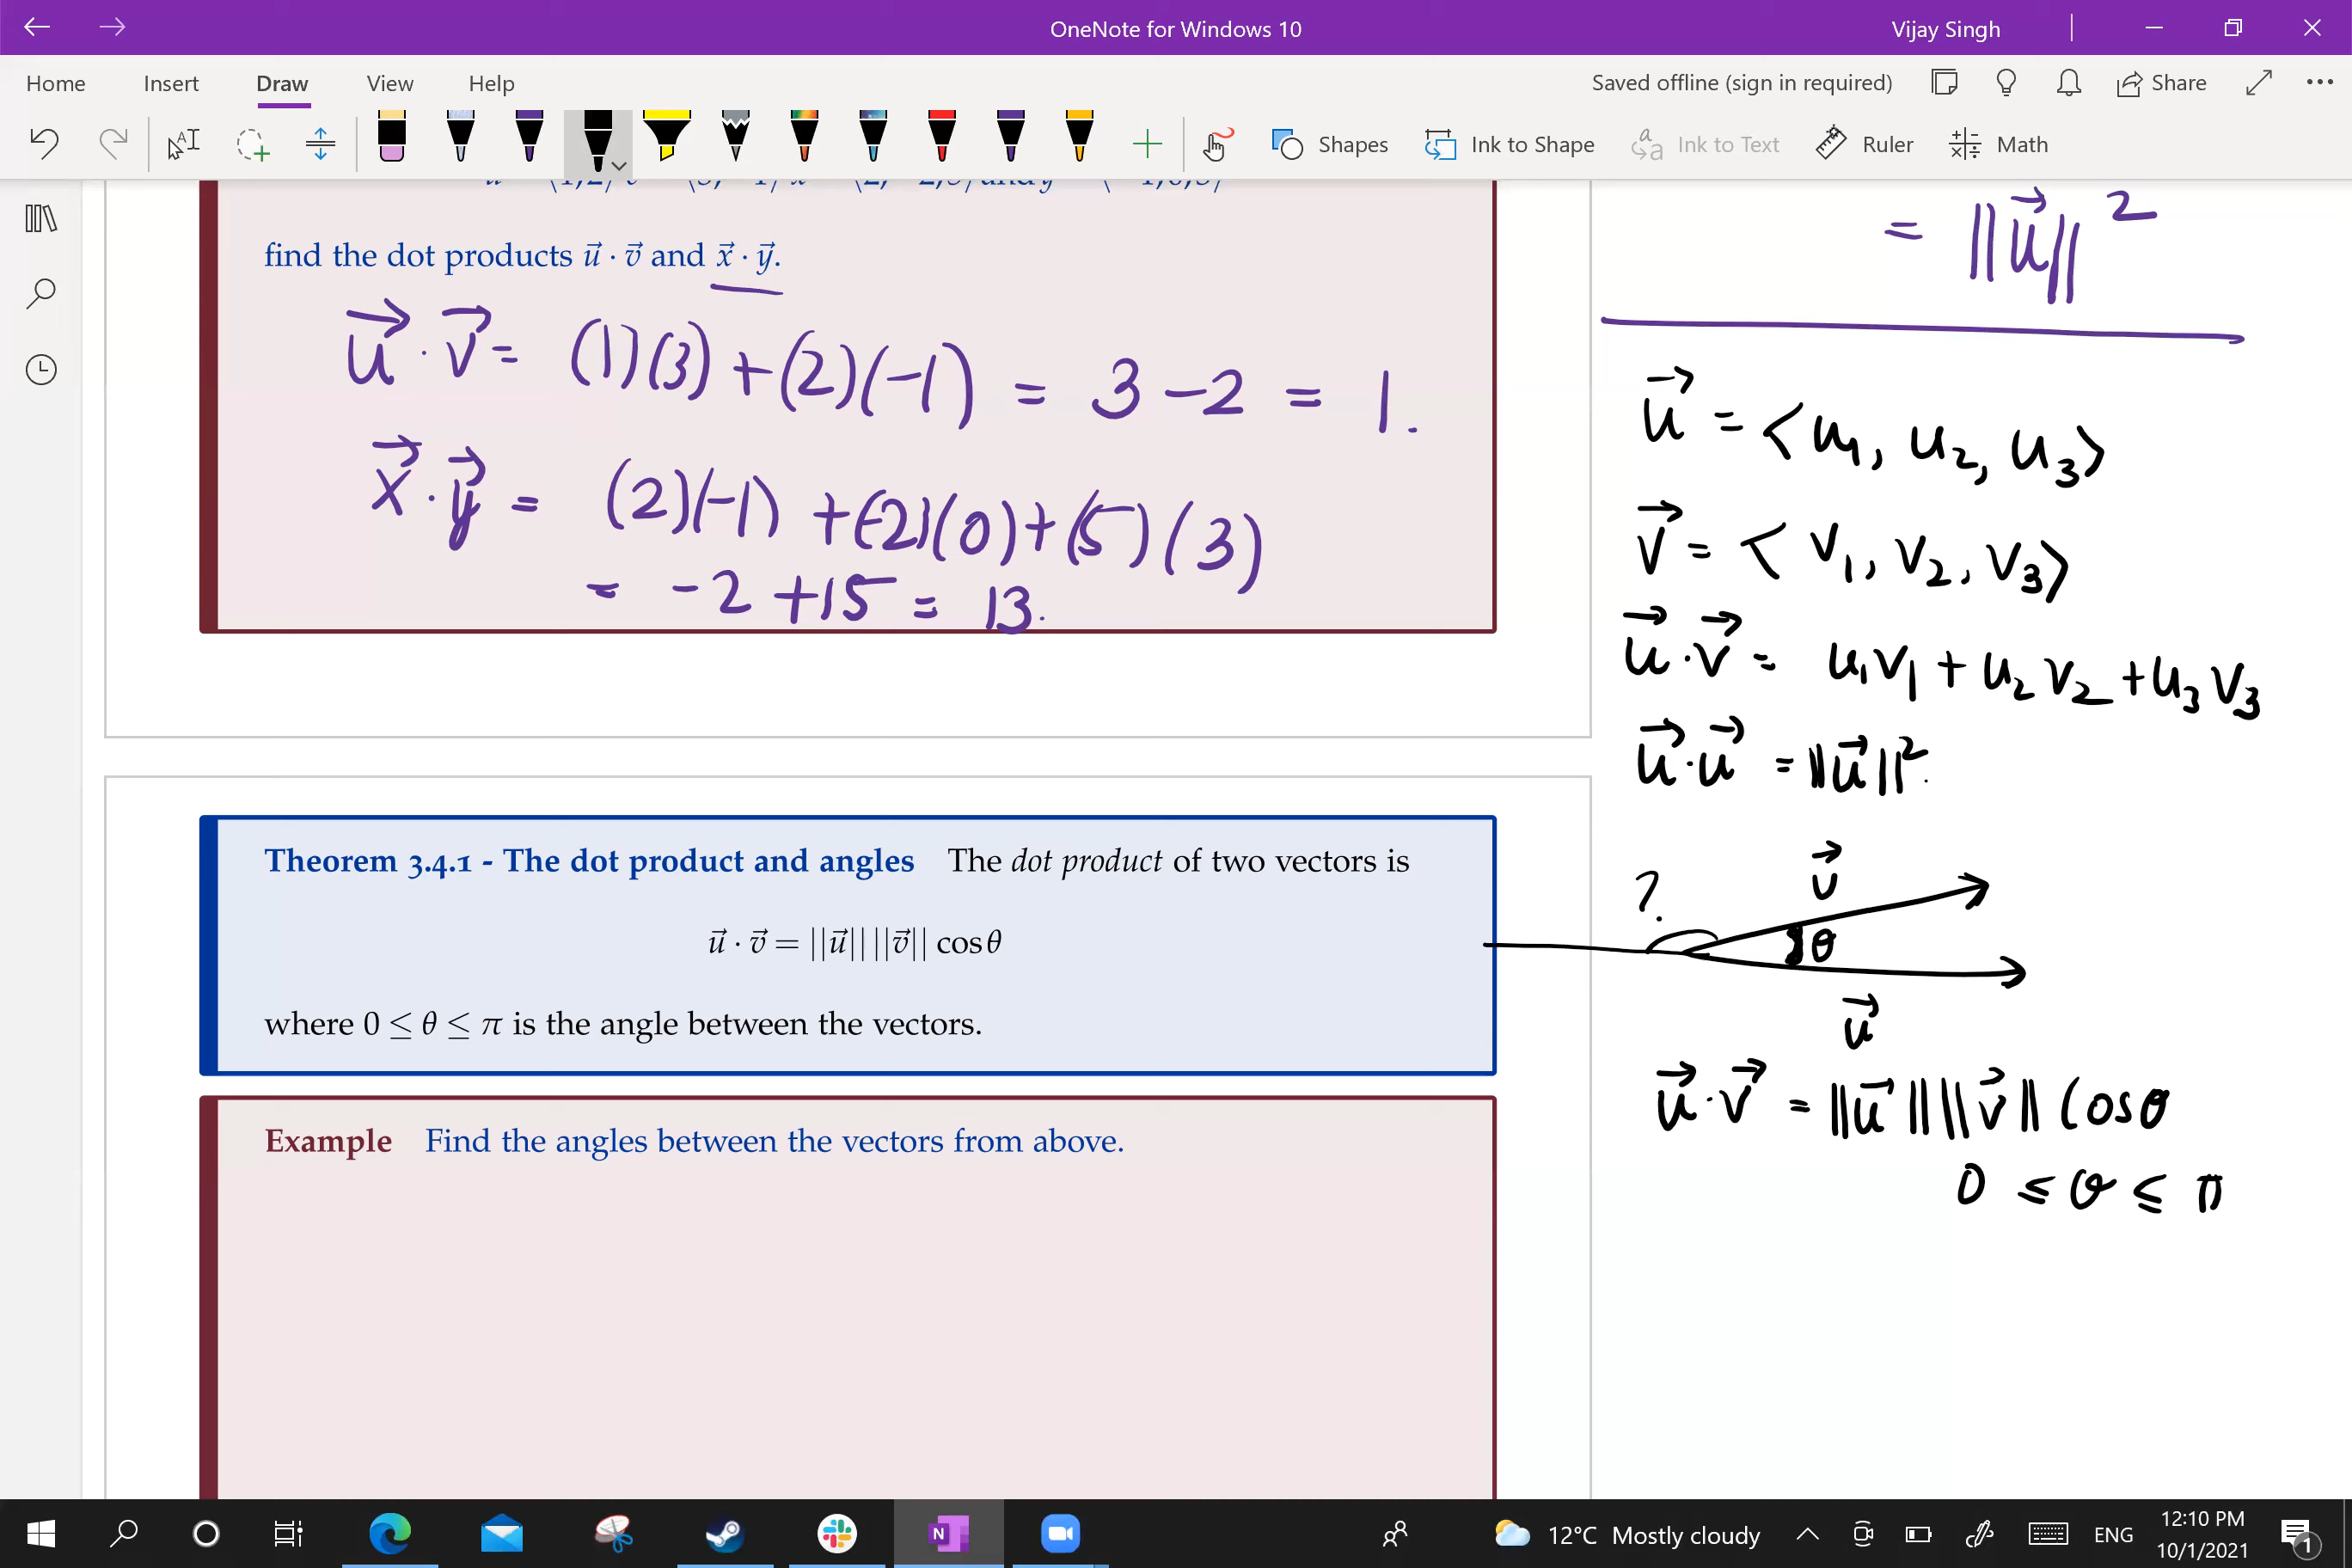 OneNote for Windows 10
Vijay Singh
Home Insert Draw View Help
Saved offline (sign in required)
Share
Shapes Ink to Shape Ink to Text Ruler Math
find the dot products u⃗ · v⃗ and x⃗ · y⃗.
u⃗ · v⃗ = (1)(3) + (2)(-1) = 3 - 2 = 1.
x⃗ · y⃗ = (2)(-1) + (-2)(0) + (5)(3)
= -2 + 15 = 13.
Theorem 3.4.1 - The dot product and angles The dot product of two vectors is
u⃗ · v⃗ = ||u⃗|| ||v⃗|| cos θ
where 0 ≤ θ ≤ π is the angle between the vectors.
Example Find the angles between the vectors from above.
= ||u⃗||²
u⃗ = <u₁, u₂, u₃>
v⃗ = <v₁, v₂, v₃>
u⃗ · v⃗ = u₁v₁ + u₂v₂ + u₃v₃
u⃗ · u⃗ = ||u⃗||².
?.
v⃗
θ
u⃗
u⃗ · v⃗ = ||u⃗|| ||v⃗|| cos θ
0 ≤ θ ≤ π
12°C Mostly cloudy
ENG
12:10 PM
10/1/2021
1